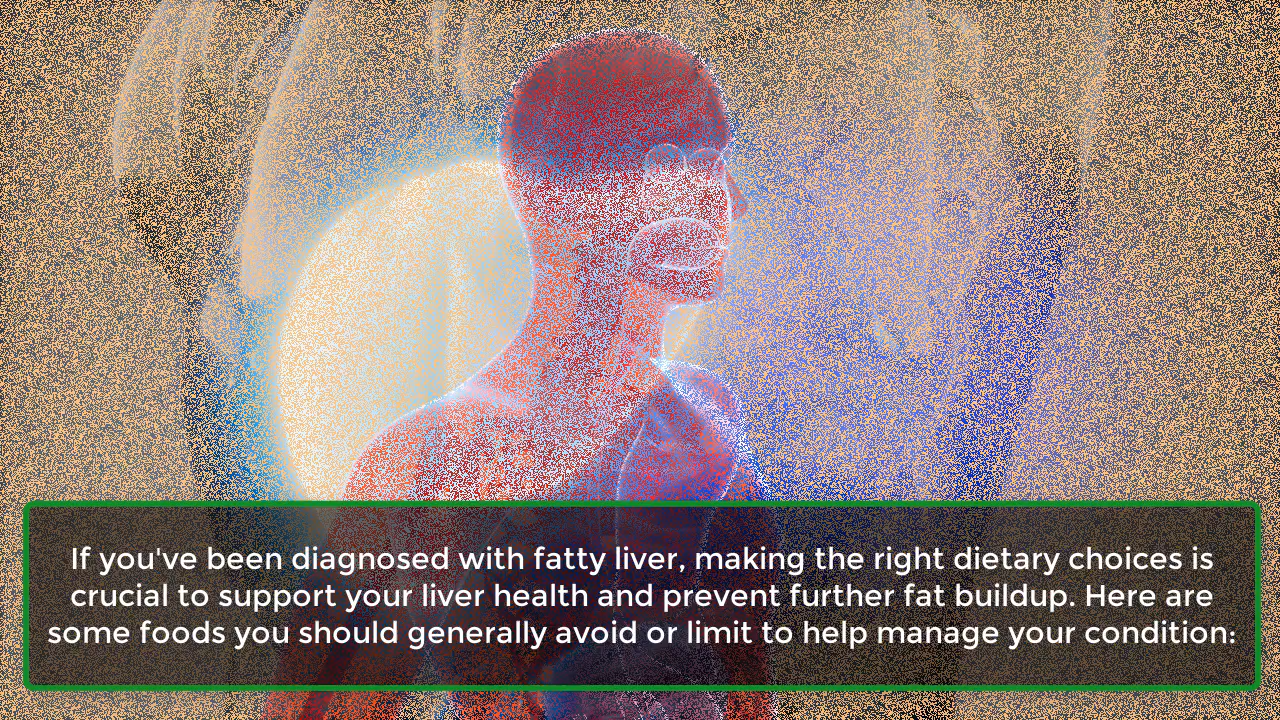 If you've been diagnosed with fatty liver, making the right dietary choices is
crucial to support your liver health and prevent further fat buildup. Here are
some foods you should generally avoid or limit to help manage your condition: